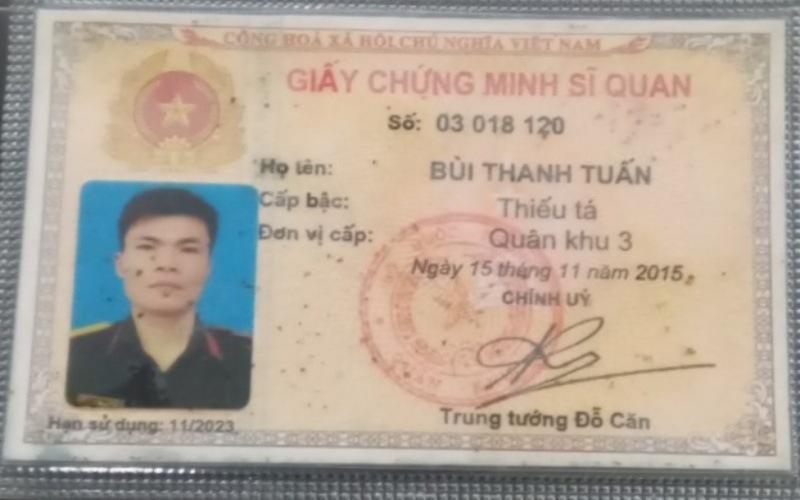 CỘNG HOÀ XÃ HỘI CHỦ NGHĨA VIỆT NAM
GIẤY CHỨNG MINH SĨ QUAN
Số: 03 018 120
Họ tên: BÙI THANH TUẤN
Cấp bậc: Thiếu tá
Đơn vị cấp: Quân khu 3
Ngày 15 tháng 11 năm 2015
CHÍNH UỶ
Trung tướng Đỗ Căn
Hạn sử dụng: 11/2023